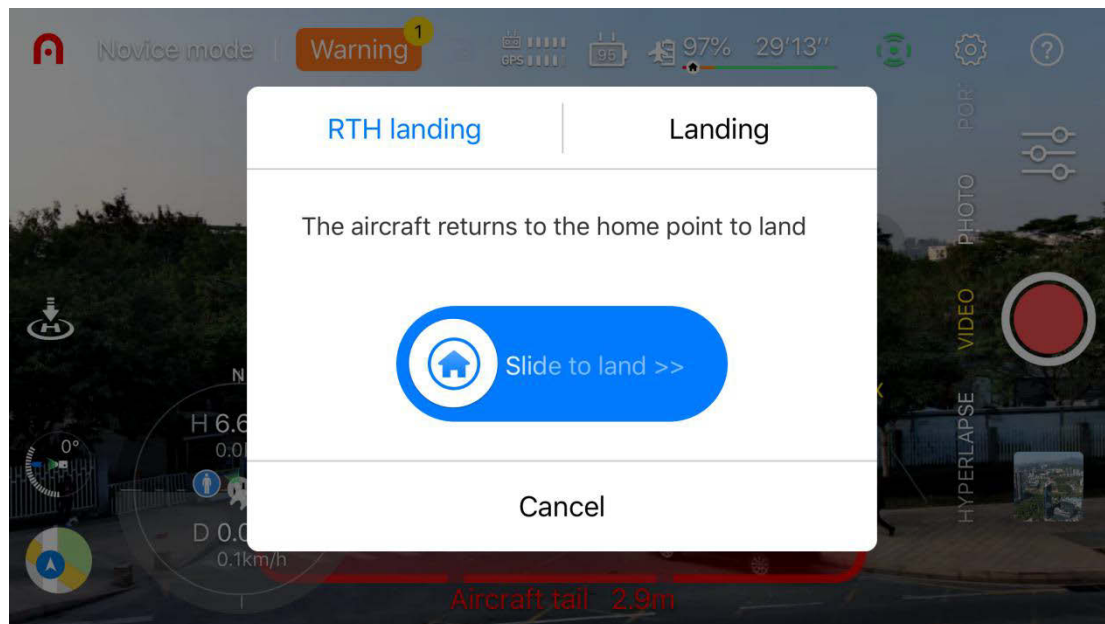 Novice mode
Warning
1
GPS
95
97%
29'13''
?
RTH landing
Landing
The aircraft returns to the home point to land
Slide to land >>
Cancel
N
H 6.6
0.0
D 0.0
0.1km/h
0°
POR
PHOTO
VIDEO
HYPERLAPSE
Aircraft tail 2.9m